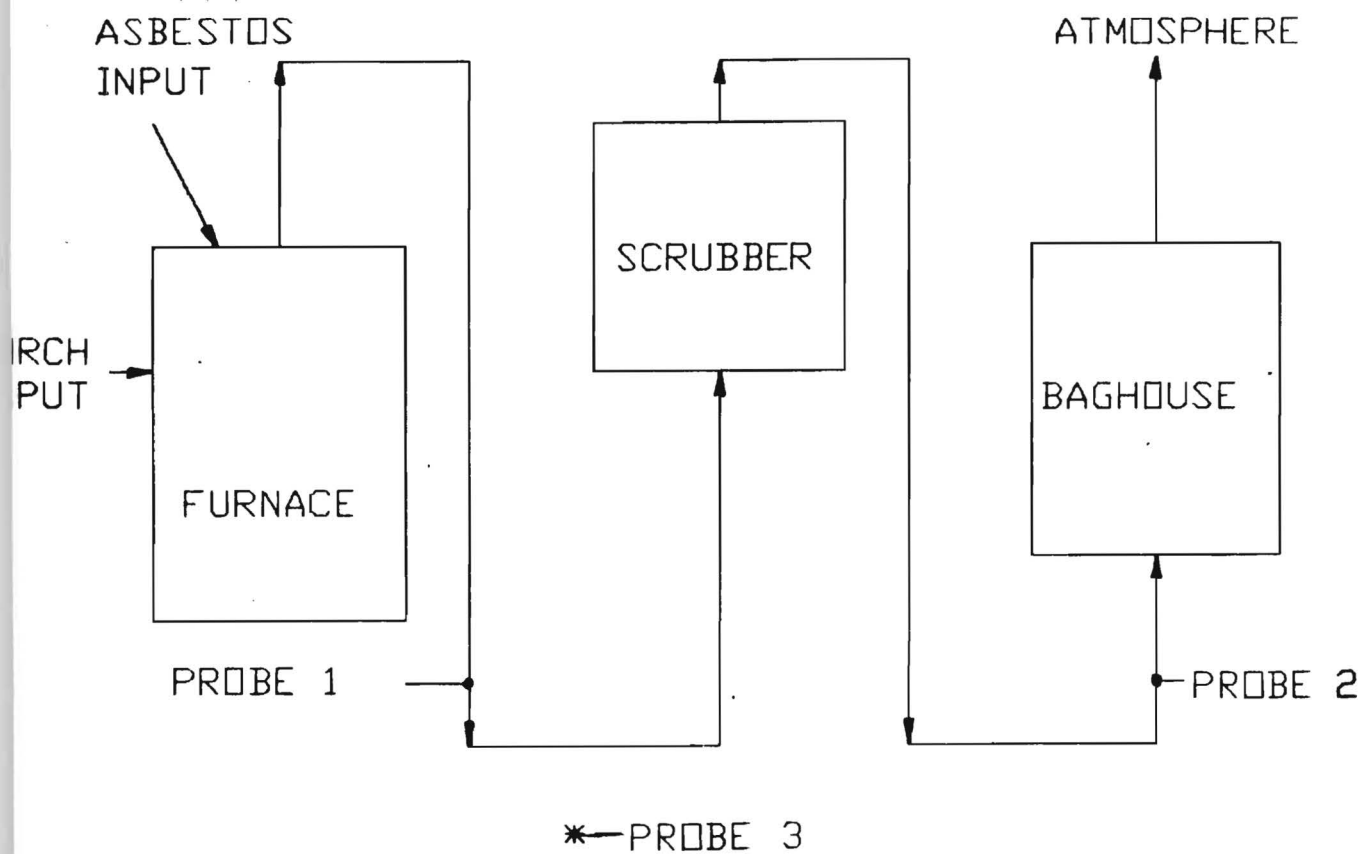 ASBESTOS
INPUT
ATMOSPHERE
SCRUBBER
BAGHOUSE
FURNACE
PROBE 1
PROBE 2
PROBE 3